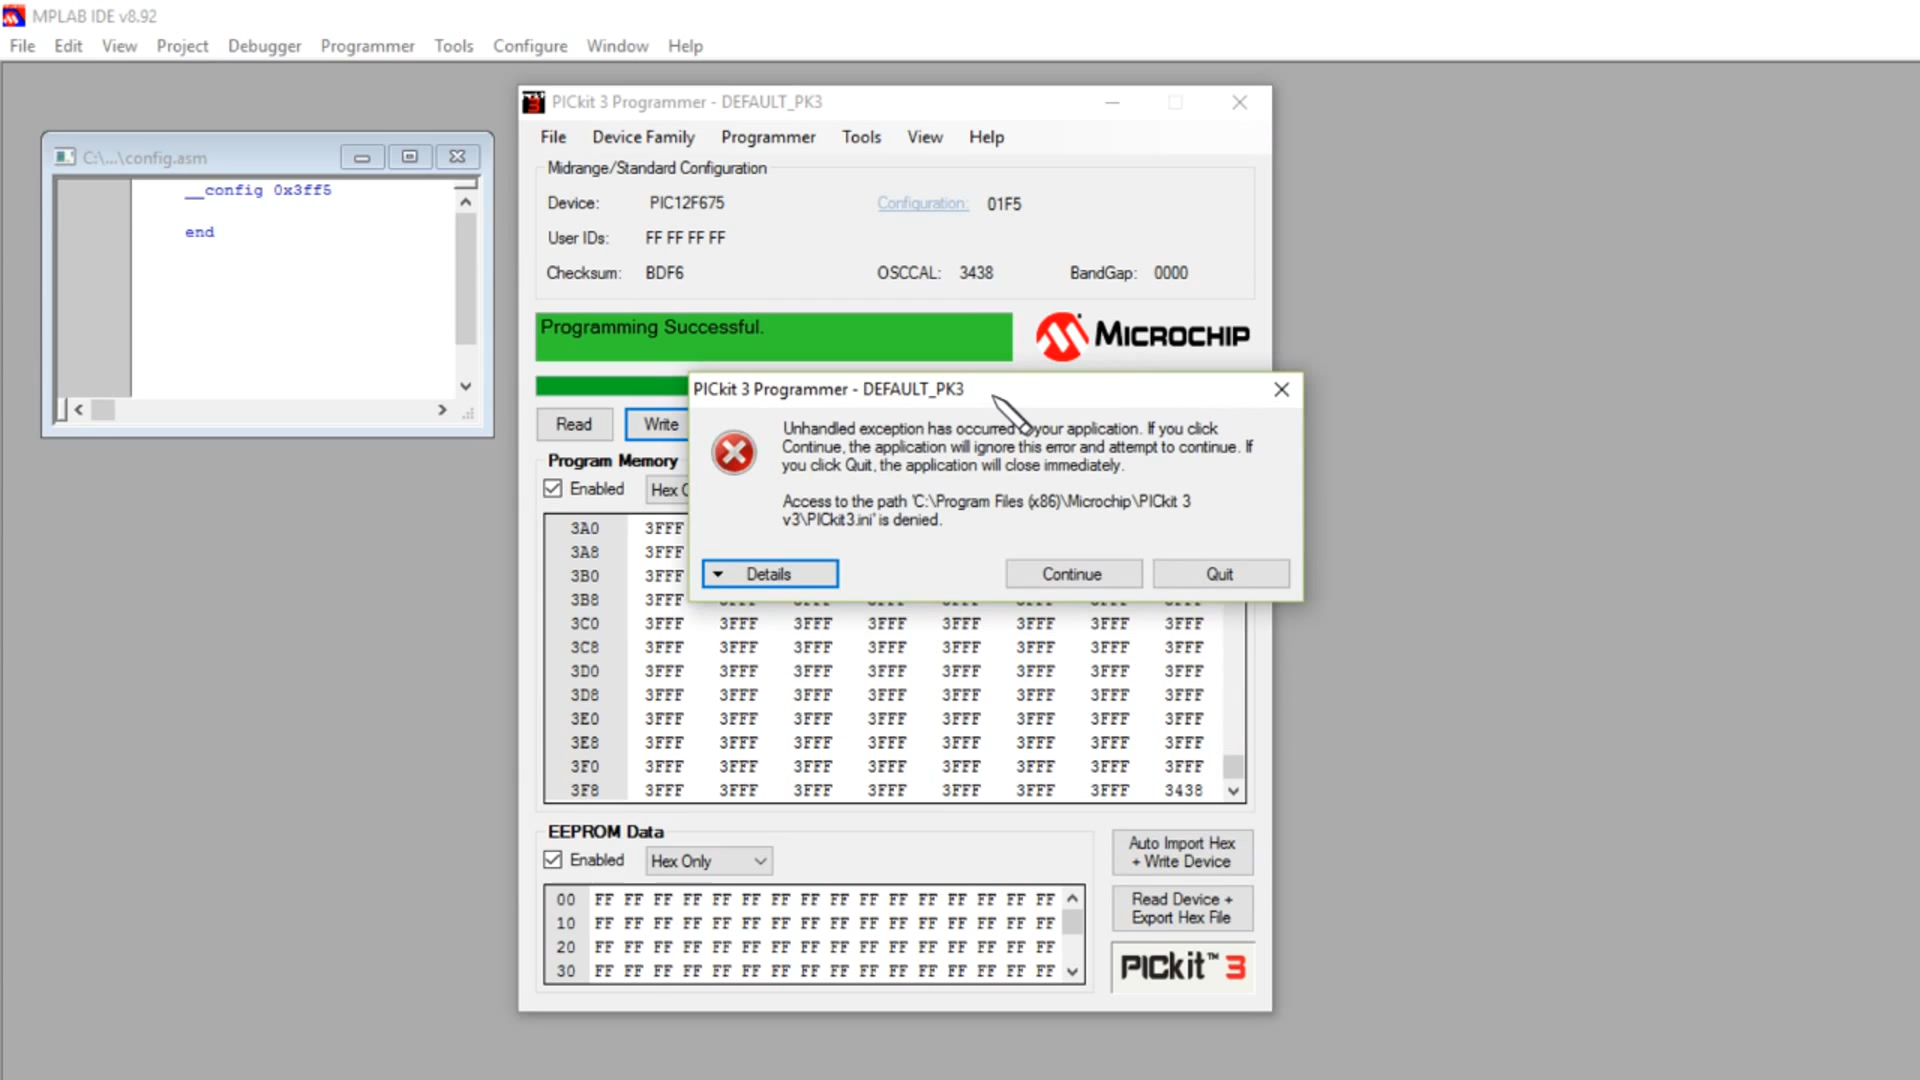 MPLAB IDE v8.92
File Edit View Project Debugger Programmer Tools Configure Window Help
C:\...\config.asm
__config 0x3ff5
end
PICkit 3 Programmer - DEFAULT_PK3
File Device Family Programmer Tools View Help
Midrange/Standard Configuration
Device: PIC12F675 Configuration: 01F5
User IDs: FF FF FF FF
Checksum: BDF6 OSCCAL: 3438 BandGap: 0000
Programming Successful.
MICROCHIP
PICkit 3 Programmer - DEFAULT_PK3
Unhandled exception has occurred your application. If you click
Continue, the application will ignore this error and attempt to continue. If
you click Quit, the application will close immediately.
Access to the path 'C:\Program Files (x86)\Microchip\PICkit 3
v3\PICkit3.ini' is denied.
Details Continue Quit
Read Write
Program Memory
Enabled Hex
3A0 3FFF
3A8 3FFF
3B0 3FFF
3B8 3FFF
3C0 3FFF 3FFF 3FFF 3FFF 3FFF 3FFF 3FFF 3FFF
3C8 3FFF 3FFF 3FFF 3FFF 3FFF 3FFF 3FFF 3FFF
3D0 3FFF 3FFF 3FFF 3FFF 3FFF 3FFF 3FFF 3FFF
3D8 3FFF 3FFF 3FFF 3FFF 3FFF 3FFF 3FFF 3FFF
3E0 3FFF 3FFF 3FFF 3FFF 3FFF 3FFF 3FFF 3FFF
3E8 3FFF 3FFF 3FFF 3FFF 3FFF 3FFF 3FFF 3FFF
3F0 3FFF 3FFF 3FFF 3FFF 3FFF 3FFF 3FFF 3FFF
3F8 3FFF 3FFF 3FFF 3FFF 3FFF 3FFF 3FFF 3438
EEPROM Data
Enabled Hex Only
00 FF FF FF FF FF FF FF FF FF FF FF FF FF FF FF FF
10 FF FF FF FF FF FF FF FF FF FF FF FF FF FF FF FF
20 FF FF FF FF FF FF FF FF FF FF FF FF FF FF FF FF
30 FF FF FF FF FF FF FF FF FF FF FF FF FF FF FF FF
Auto Import Hex
+ Write Device
Read Device +
Export Hex File
PICkit™ 3